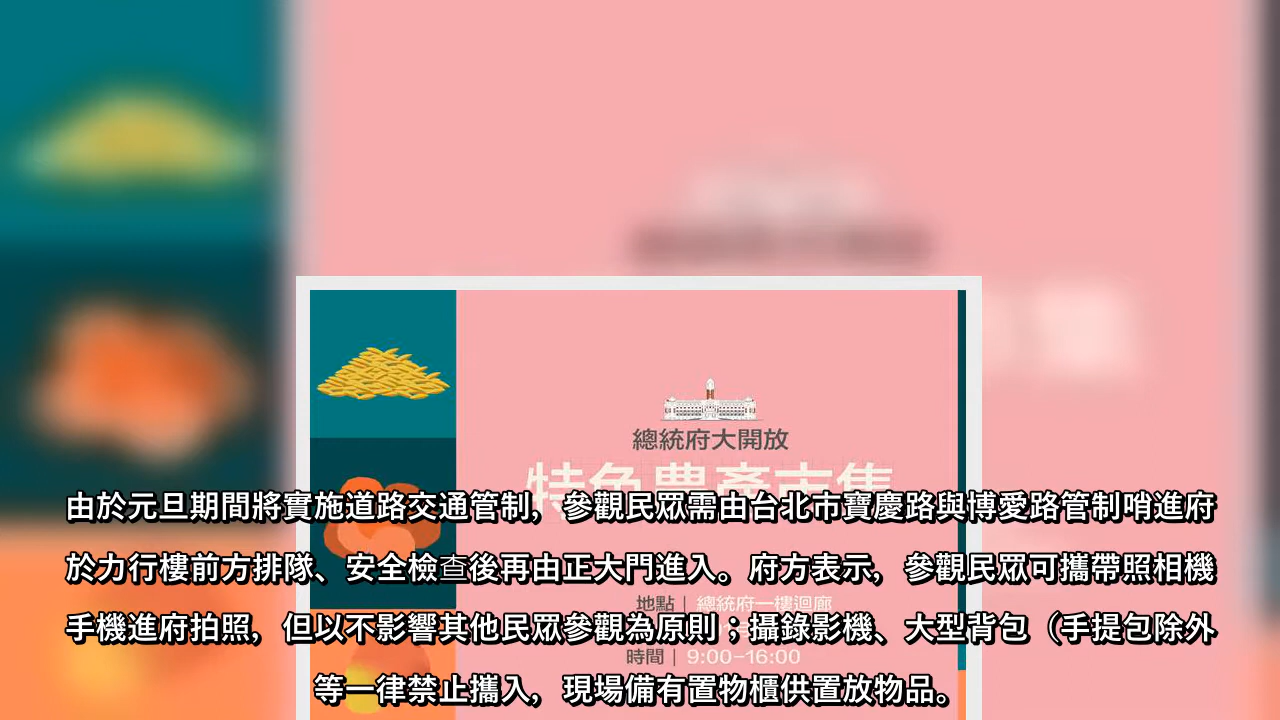 總統府大開放
特色農產市集
由於元旦期間將實施道路交通管制，參觀民眾需由台北市寶慶路與博愛路管制哨進府
於力行樓前方排隊、安全檢查後再由正大門進入。府方表示，參觀民眾可攜帶照相機
地點｜總統府一樓迴廊
手機進府拍照，但以不影響其他民眾參觀為原則；攝錄影機、大型背包（手提包除外
時間｜9:00-16:00
等一律禁止攜入，現場備有置物櫃供置放物品。